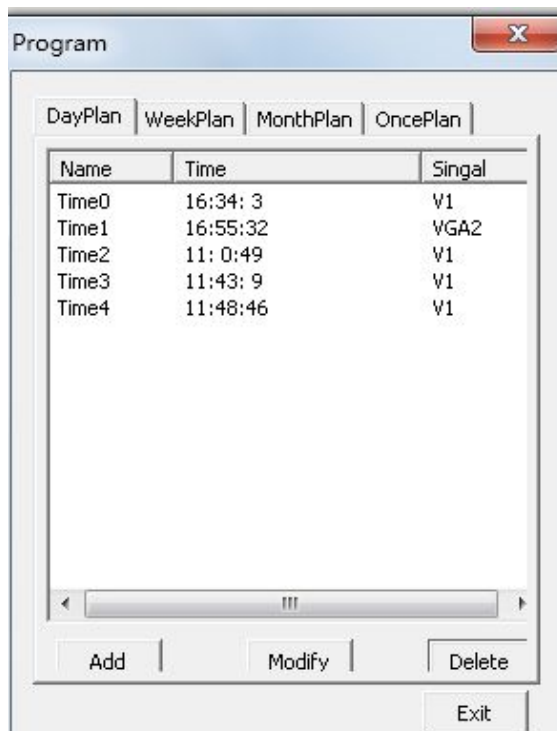 Program
DayPlan WeekPlan MonthPlan OncePlan
Name Time Singal
Time0 16:34: 3 V1
Time1 16:55:32 VGA2
Time2 11: 0:49 V1
Time3 11:43: 9 V1
Time4 11:48:46 V1
Add Modify Delete
Exit